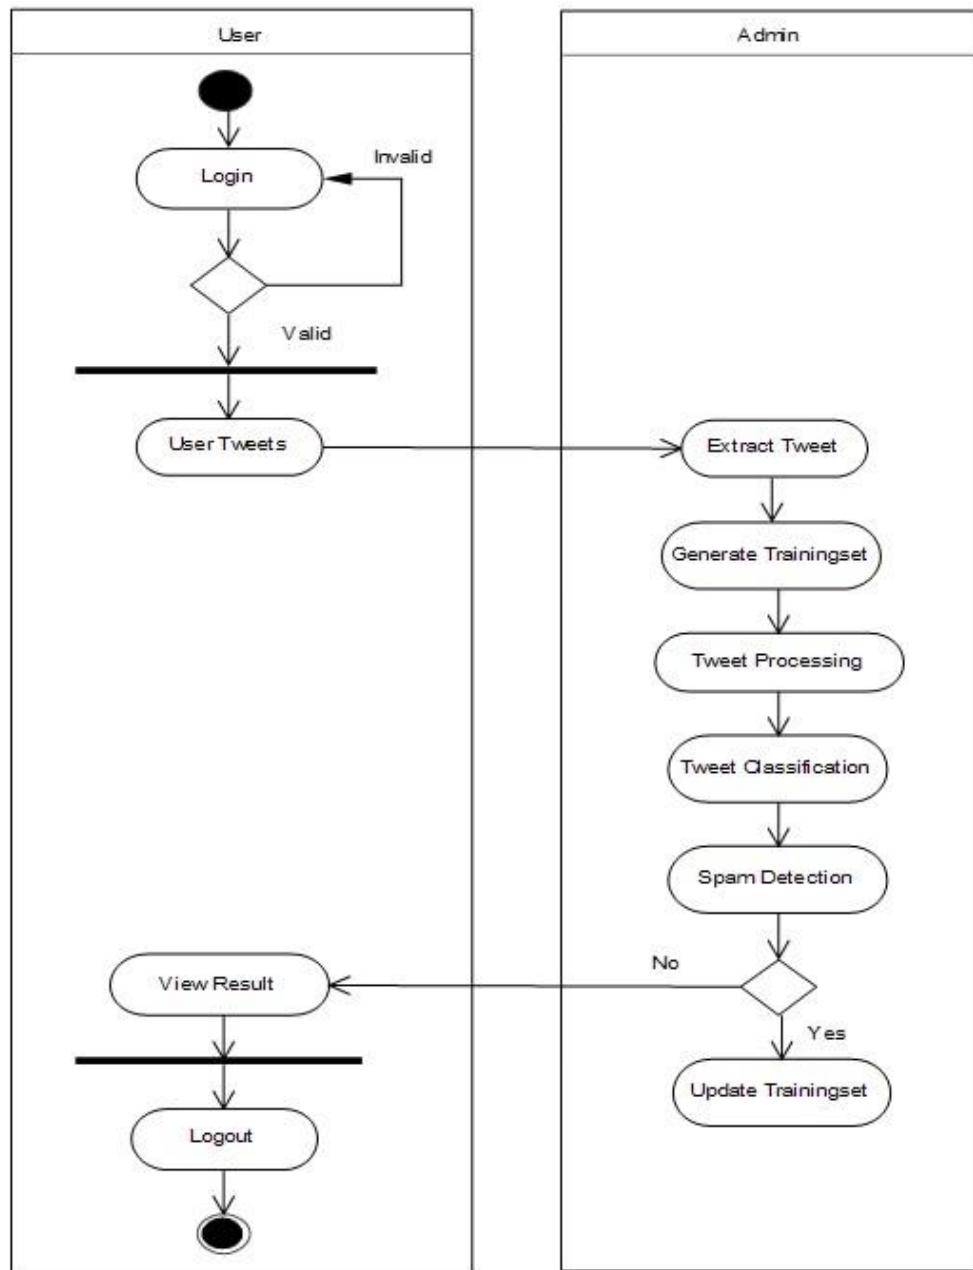 User
Admin
Login
Invalid
Valid
User Tweets
Extract Tweet
Generate Trainingset
Tweet Processing
Tweet Classification
Spam Detection
No
View Result
Yes
Update Trainingset
Logout